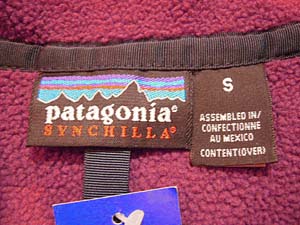 patagonia®
SYNCHILLA®
S
ASSEMBLED IN/
CONFECTIONNE
AU MEXICO
CONTENT(OVER)